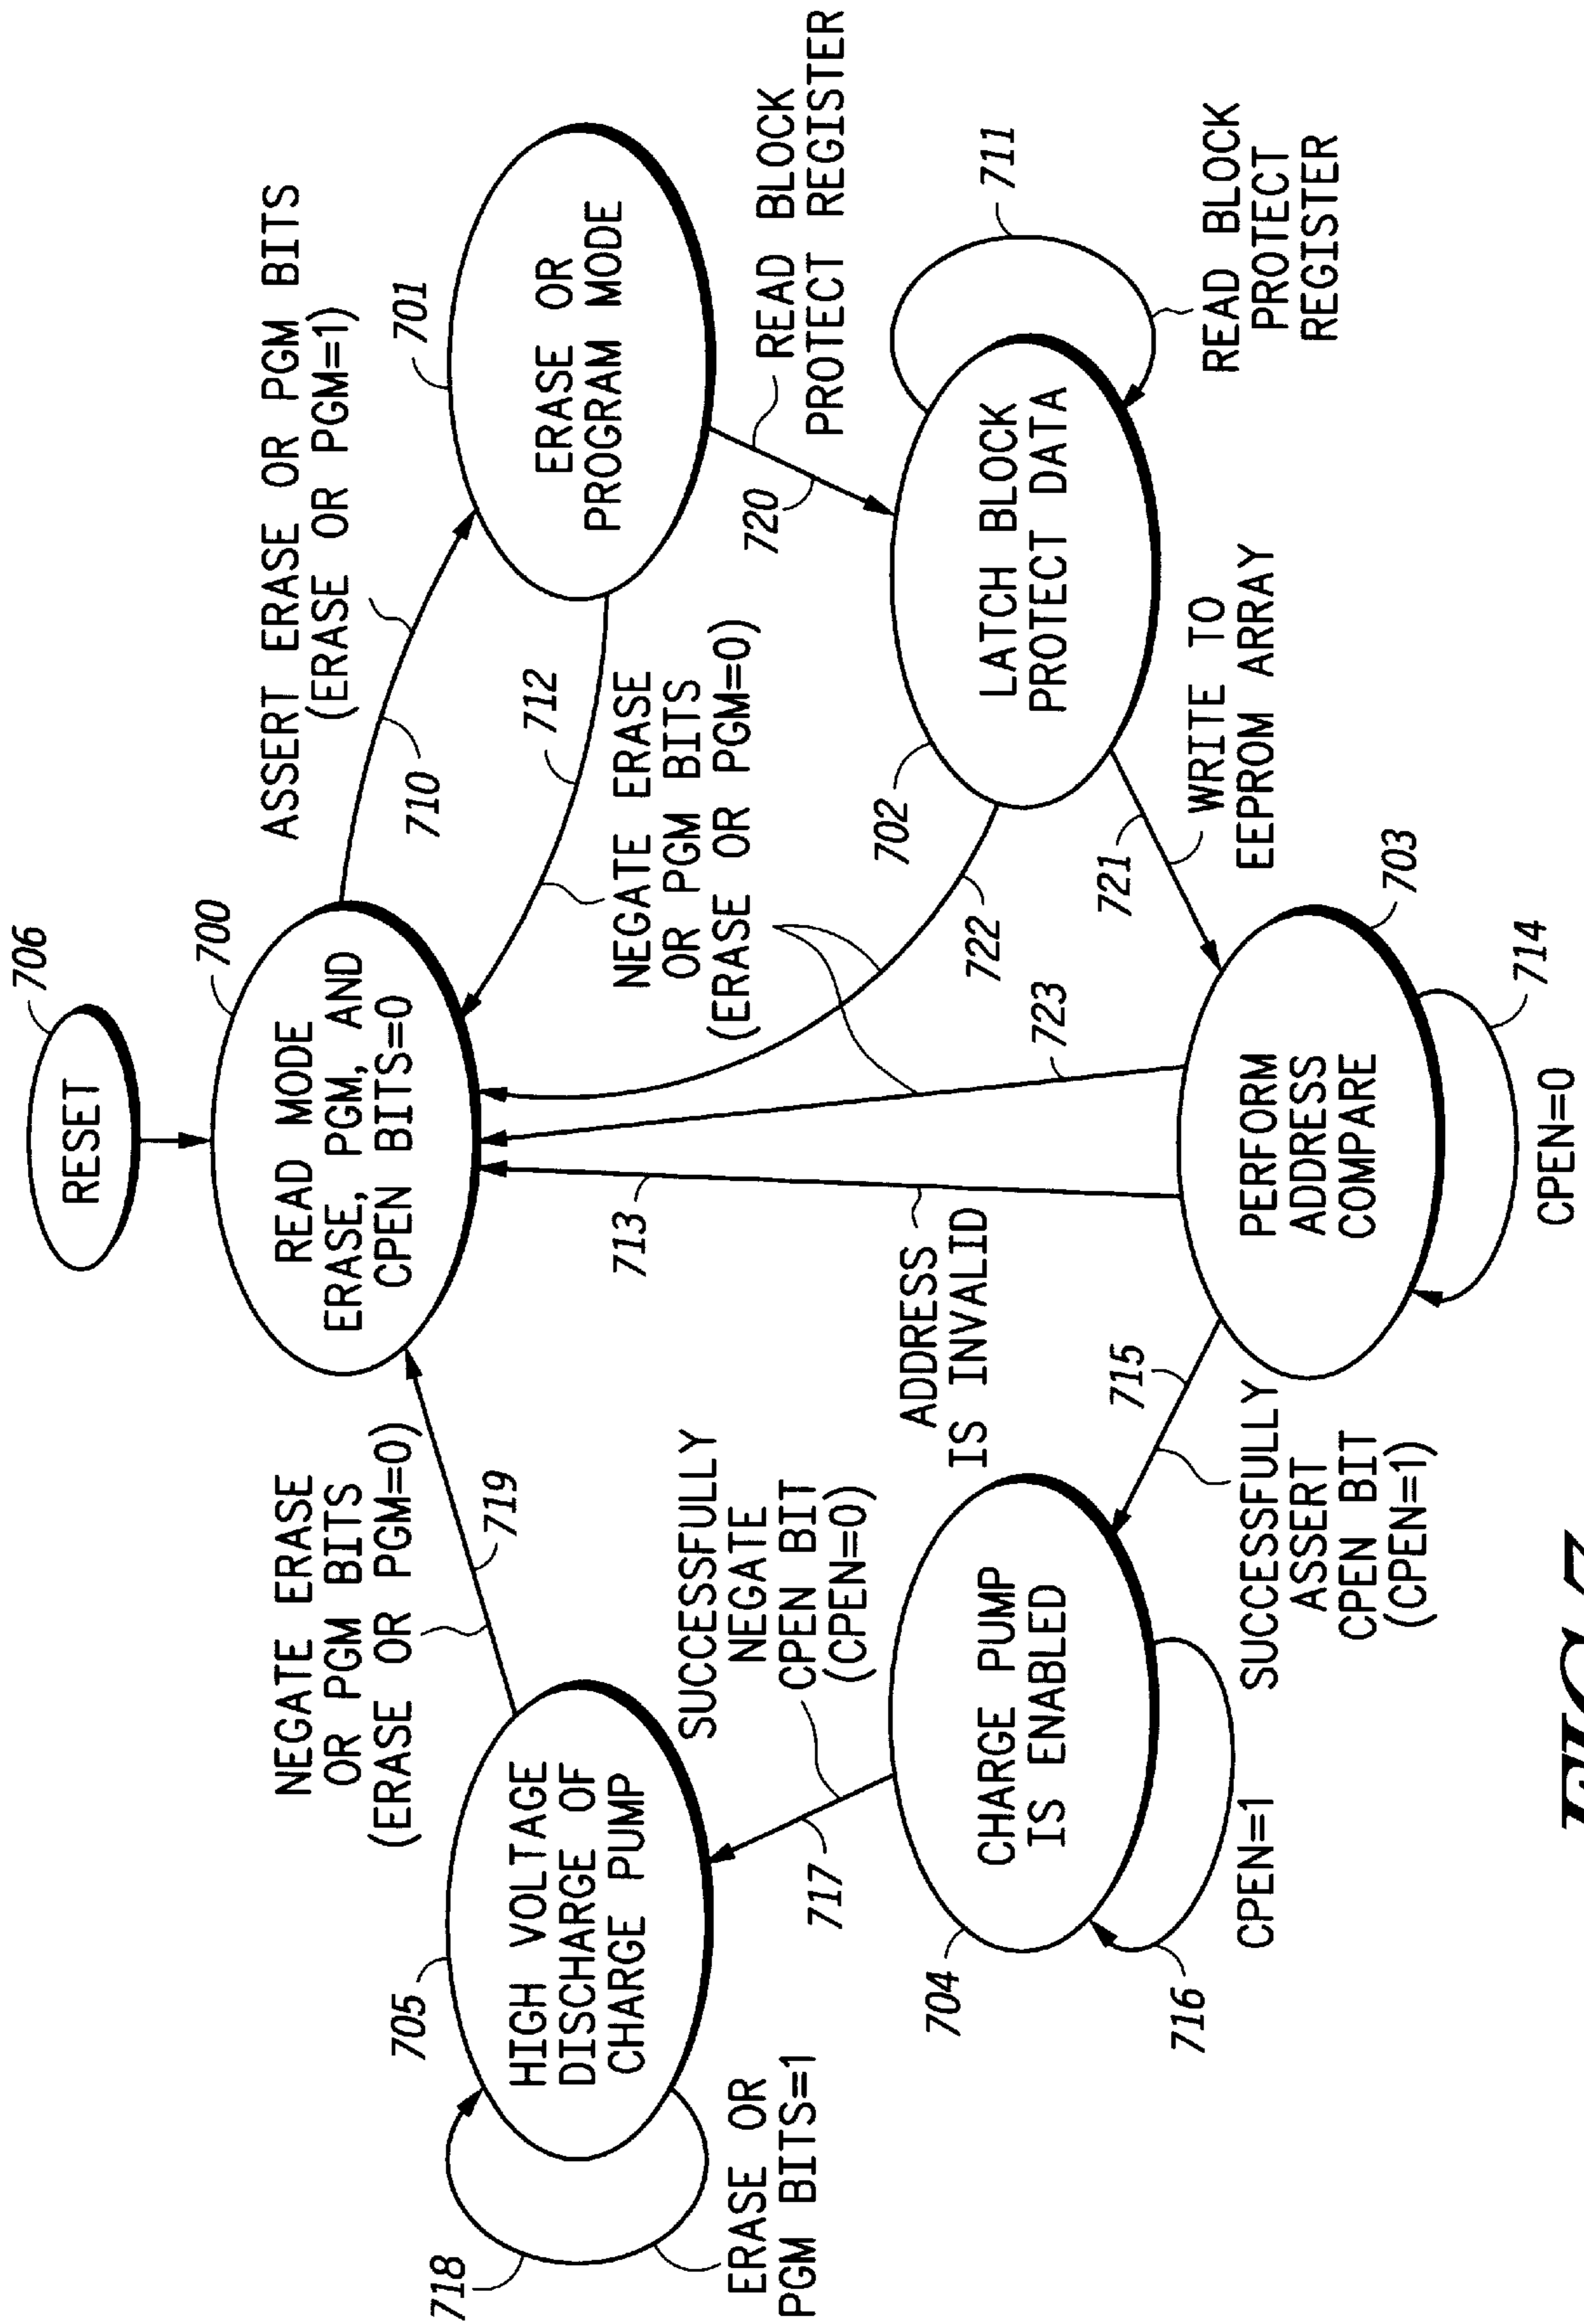 RESET
706
READ MODE
ERASE, PGM, AND
CPEN BITS=0
700
ASSERT ERASE OR PGM BITS
(ERASE OR PGM=1)
710
701
ERASE OR
PROGRAM MODE
712
NEGATE ERASE
OR PGM BITS
(ERASE OR PGM=0)
720
READ BLOCK
PROTECT REGISTER
LATCH BLOCK
PROTECT DATA
702
711
READ BLOCK
PROTECT
REGISTER
722
721
WRITE TO
EEPROM ARRAY
723
713
ADDRESS
IS INVALID
PERFORM
ADDRESS
COMPARE
703
714
CPEN=0
715
SUCCESSFULLY
ASSERT
CPEN BIT
(CPEN=1)
CHARGE PUMP
IS ENABLED
704
716
CPEN=1
717
SUCCESSFULLY
NEGATE
CPEN BIT
(CPEN=0)
HIGH VOLTAGE
DISCHARGE OF
CHARGE PUMP
705
718
ERASE OR
PGM BITS=1
719
NEGATE ERASE
OR PGM BITS
(ERASE OR PGM=0)